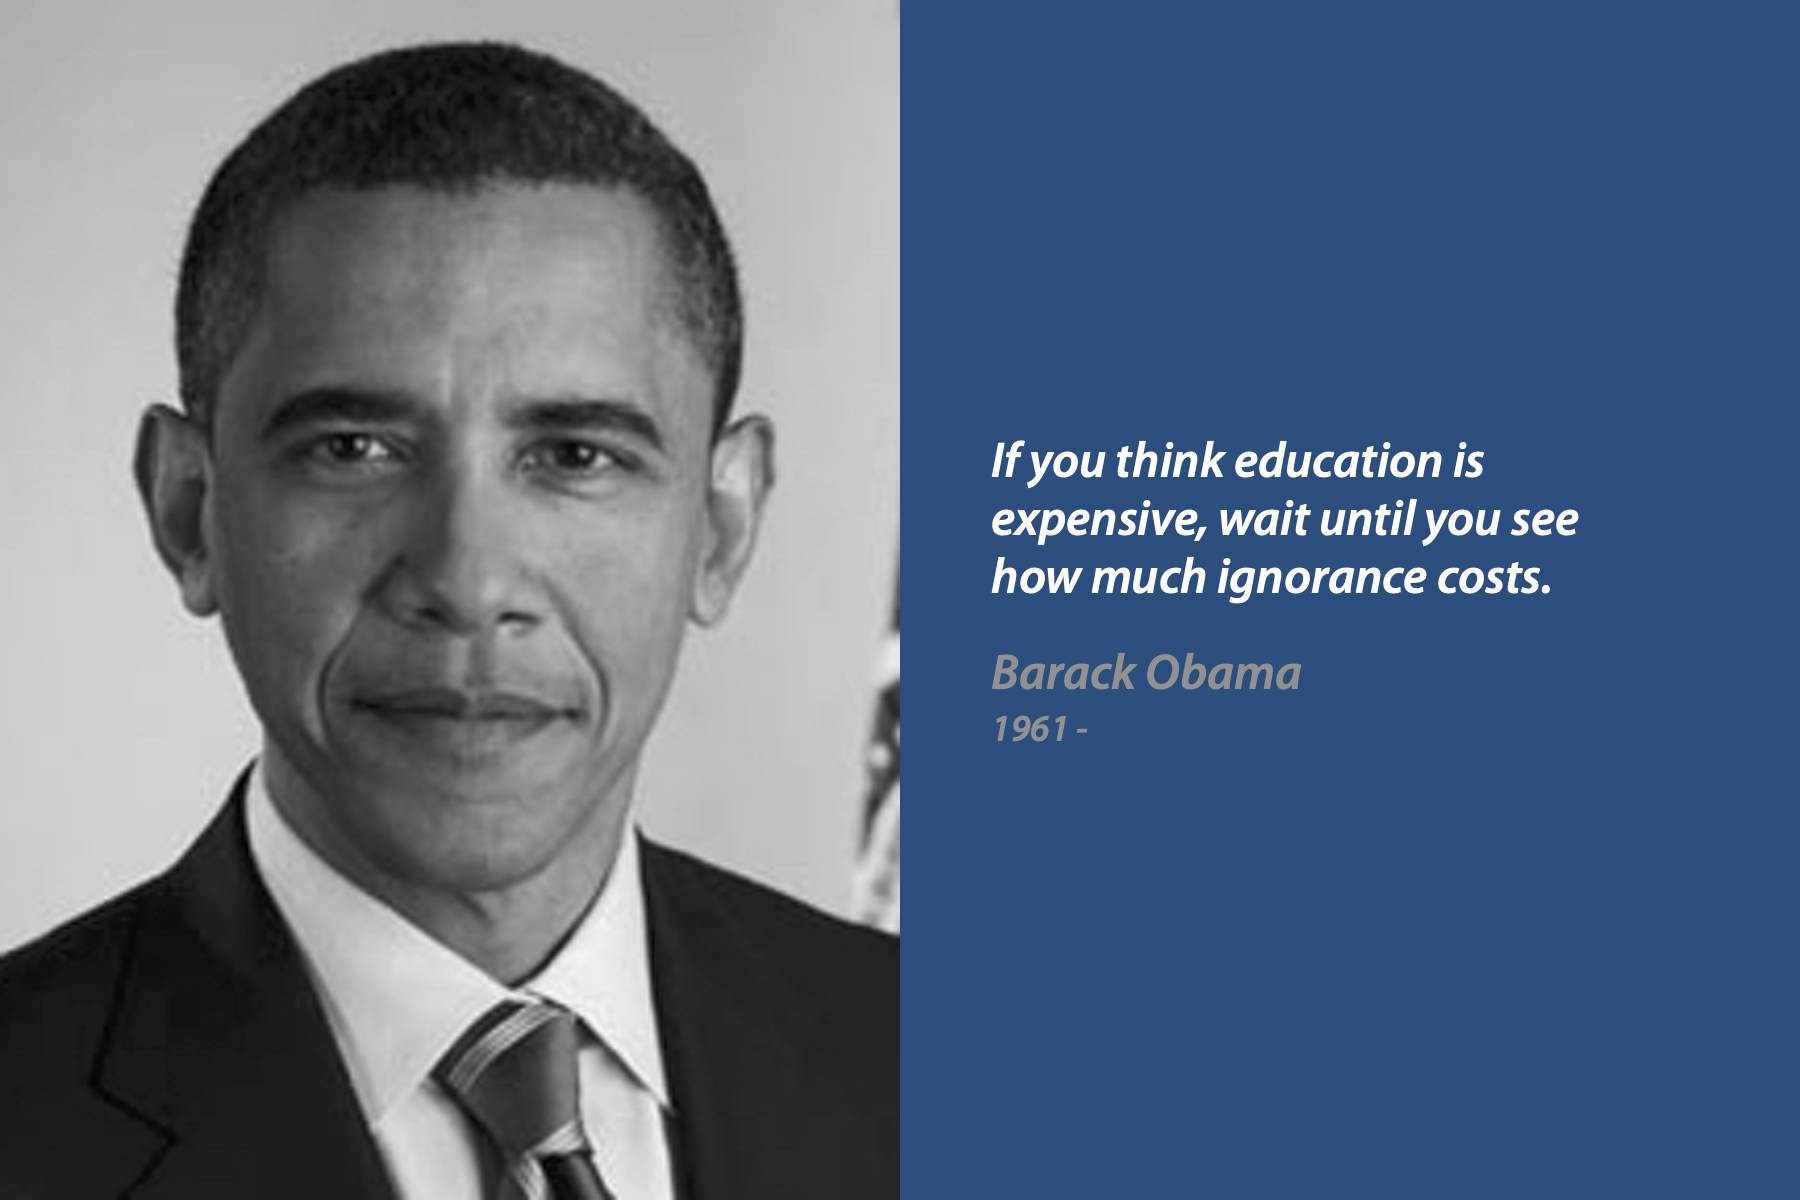 If you think education is
expensive, wait until you see
how much ignorance costs.
Barack Obama
1961 -